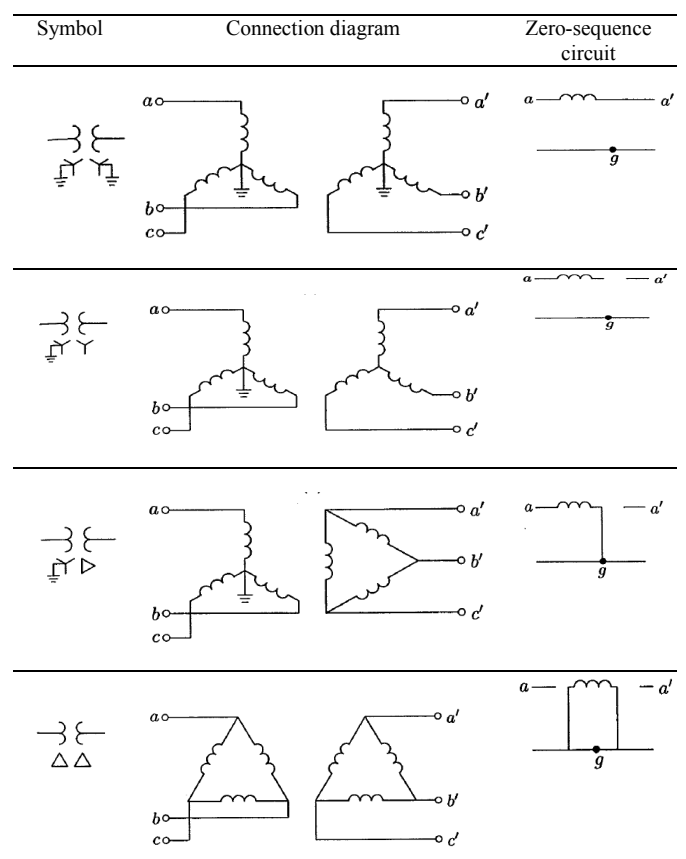 Symbol Connection diagram Zero-sequence
circuit
a a′ a a′
g
b b′
c c′
a a′
g
a a′
b b′
c c′
a a′ a a′
b′
g
b c′
c
a a′
a a′
g
b b′
c c′